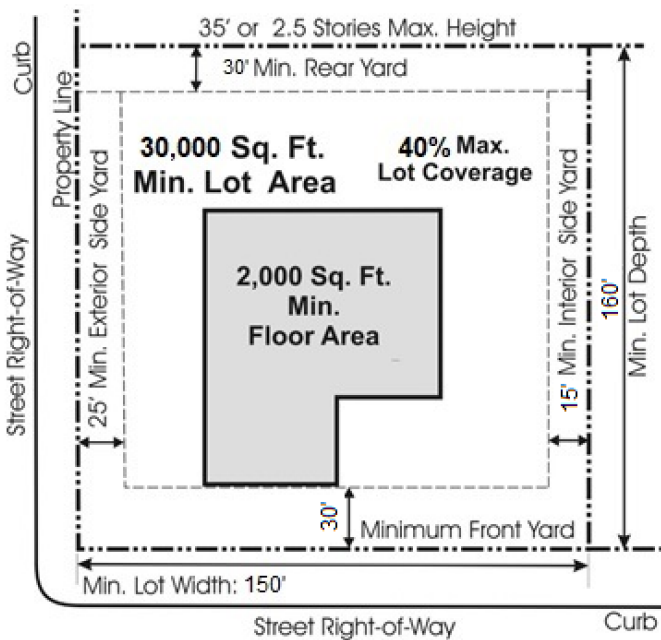 35' or 2.5 Stories Max. Height
Curb
30' Min. Rear Yard
Property Line
30,000 Sq. Ft.
Min. Lot Area
40% Max.
Lot Coverage
Street Right-of-Way
25' Min. Exterior Side Yard
2,000 Sq. Ft.
Min.
Floor Area
15' Min. Interior Side Yard
160'
Min. Lot Depth
30'
Minimum Front Yard
Min. Lot Width: 150'
Street Right-of-Way
Curb